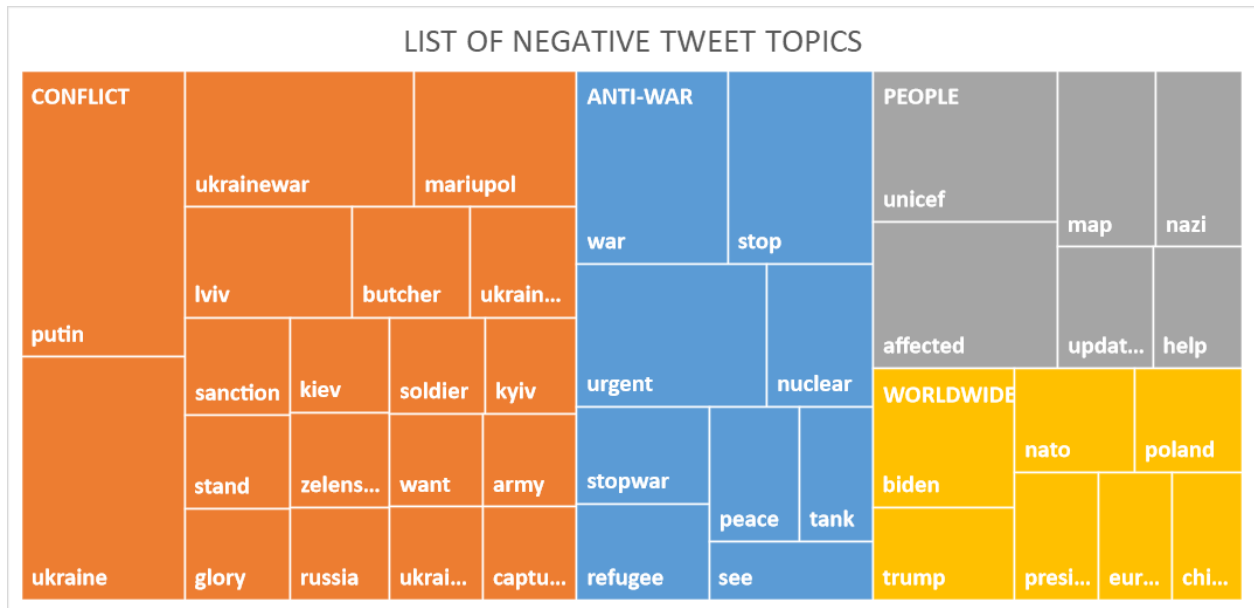 LIST OF NEGATIVE TWEET TOPICS
CONFLICT
putin
ukraine
ukrainewar
mariupol
lviv
butcher
ukrain...
sanction
kiev
soldier
kyiv
stand
zelens...
want
army
glory
russia
ukrai...
captu...
ANTI-WAR
war
stop
urgent
nuclear
stopwar
refugee
peace
tank
see
PEOPLE
unicef
affected
map
nazi
updat...
help
WORLDWIDE
biden
trump
nato
poland
presi...
eur...
chi...